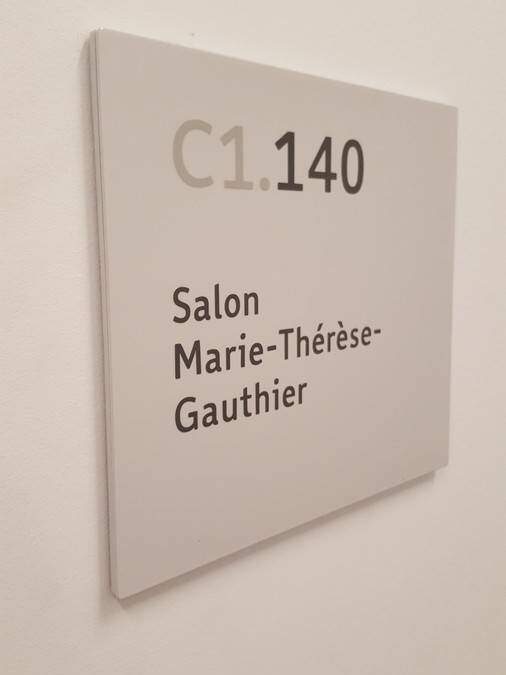 C1.140
Salon
Marie-Thérèse-
Gauthier